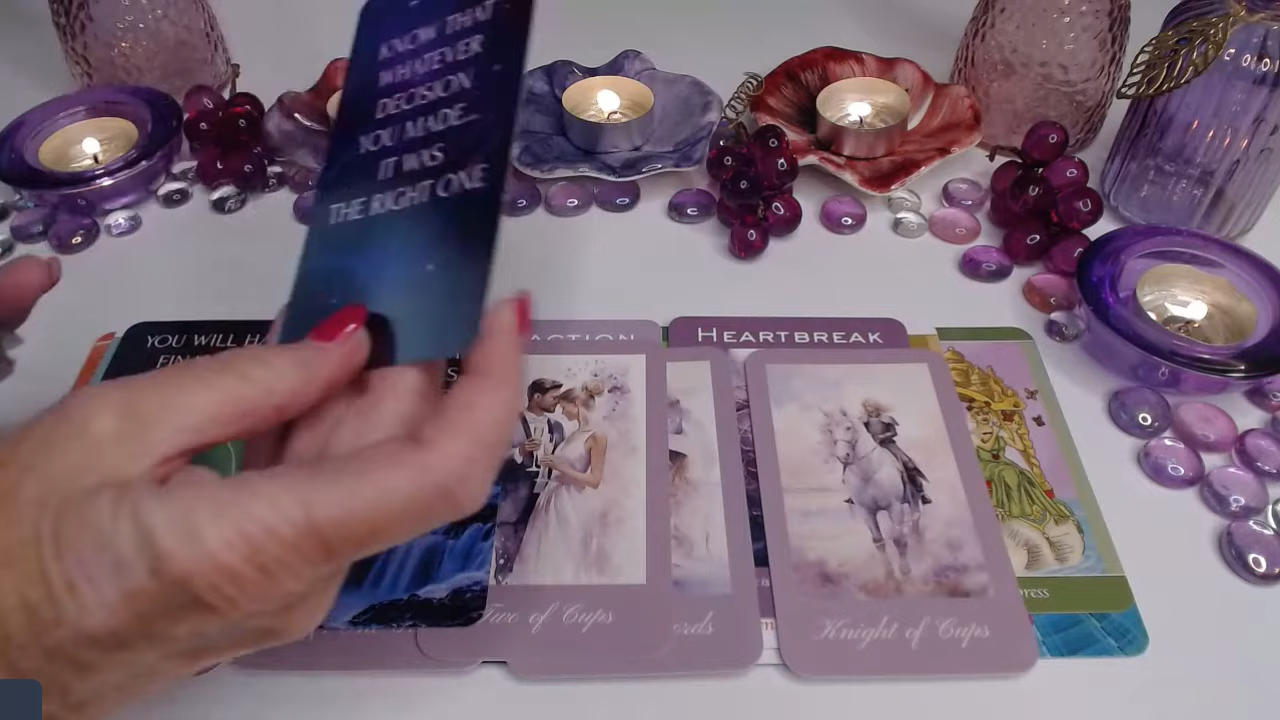 KNOW THAT
WHATEVER
DECISION
YOU MADE...
IT WAS
THE RIGHT ONE
YOU WILL HA
HEARTBREAK
ACTION
Two of Cups
ords
Knight of Cups
ress